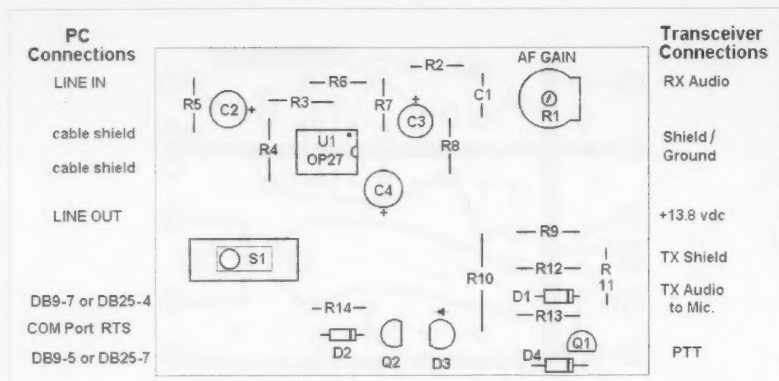 PC
Connections
LINE IN
cable shield
cable shield
LINE OUT
DB9-7 or DB25-4
COM Port RTS
DB9-5 or DB25-7
R5
C2
+
R3
R6
R4
U1
OP27
R7
C3
+
R2
R8
C1
AF GAIN
R1
C4
+
S1
R9
R10
R12
R
11
D1
R13
R14
D2
Q2
D3
D4
Q1
Transceiver
Connections
RX Audio
Shield /
Ground
+13.8 vdc
TX Shield
TX Audio
to Mic.
PTT